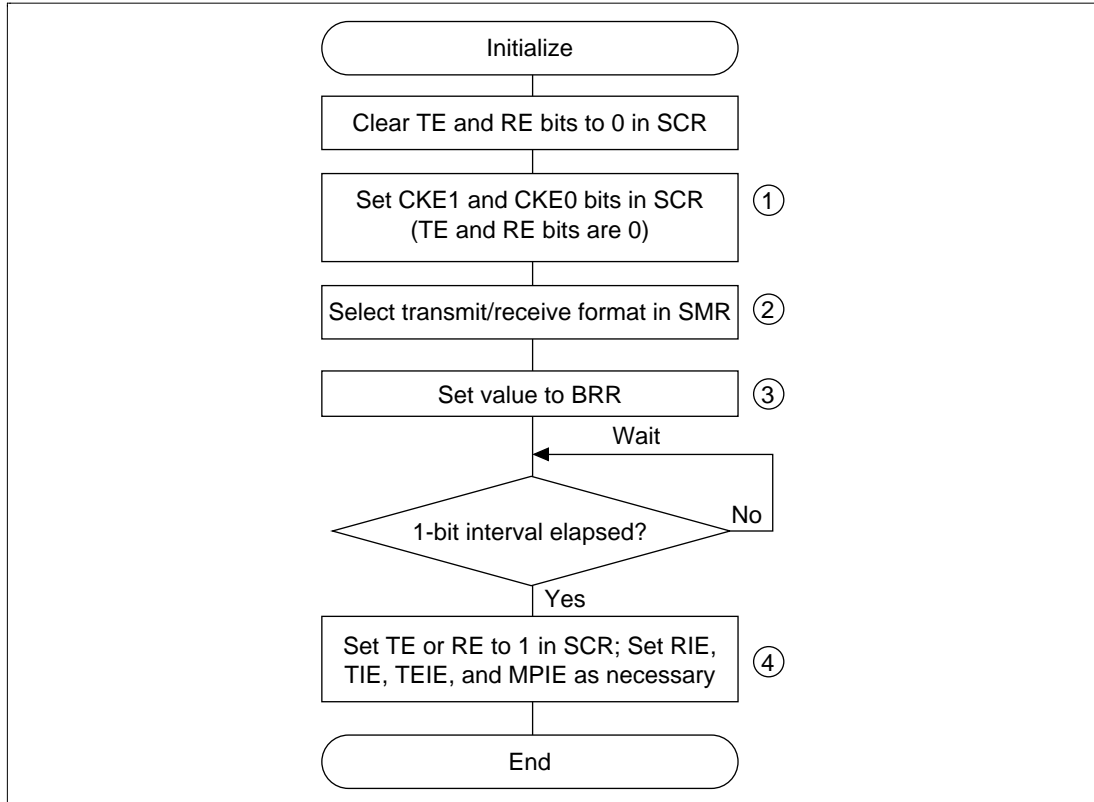 Initialize
Clear TE and RE bits to 0 in SCR
Set CKE1 and CKE0 bits in SCR
(TE and RE bits are 0)
1
Select transmit/receive format in SMR
2
Set value to BRR
3
Wait
1-bit interval elapsed?
No
Yes
Set TE or RE to 1 in SCR; Set RIE,
TIE, TEIE, and MPIE as necessary
4
End